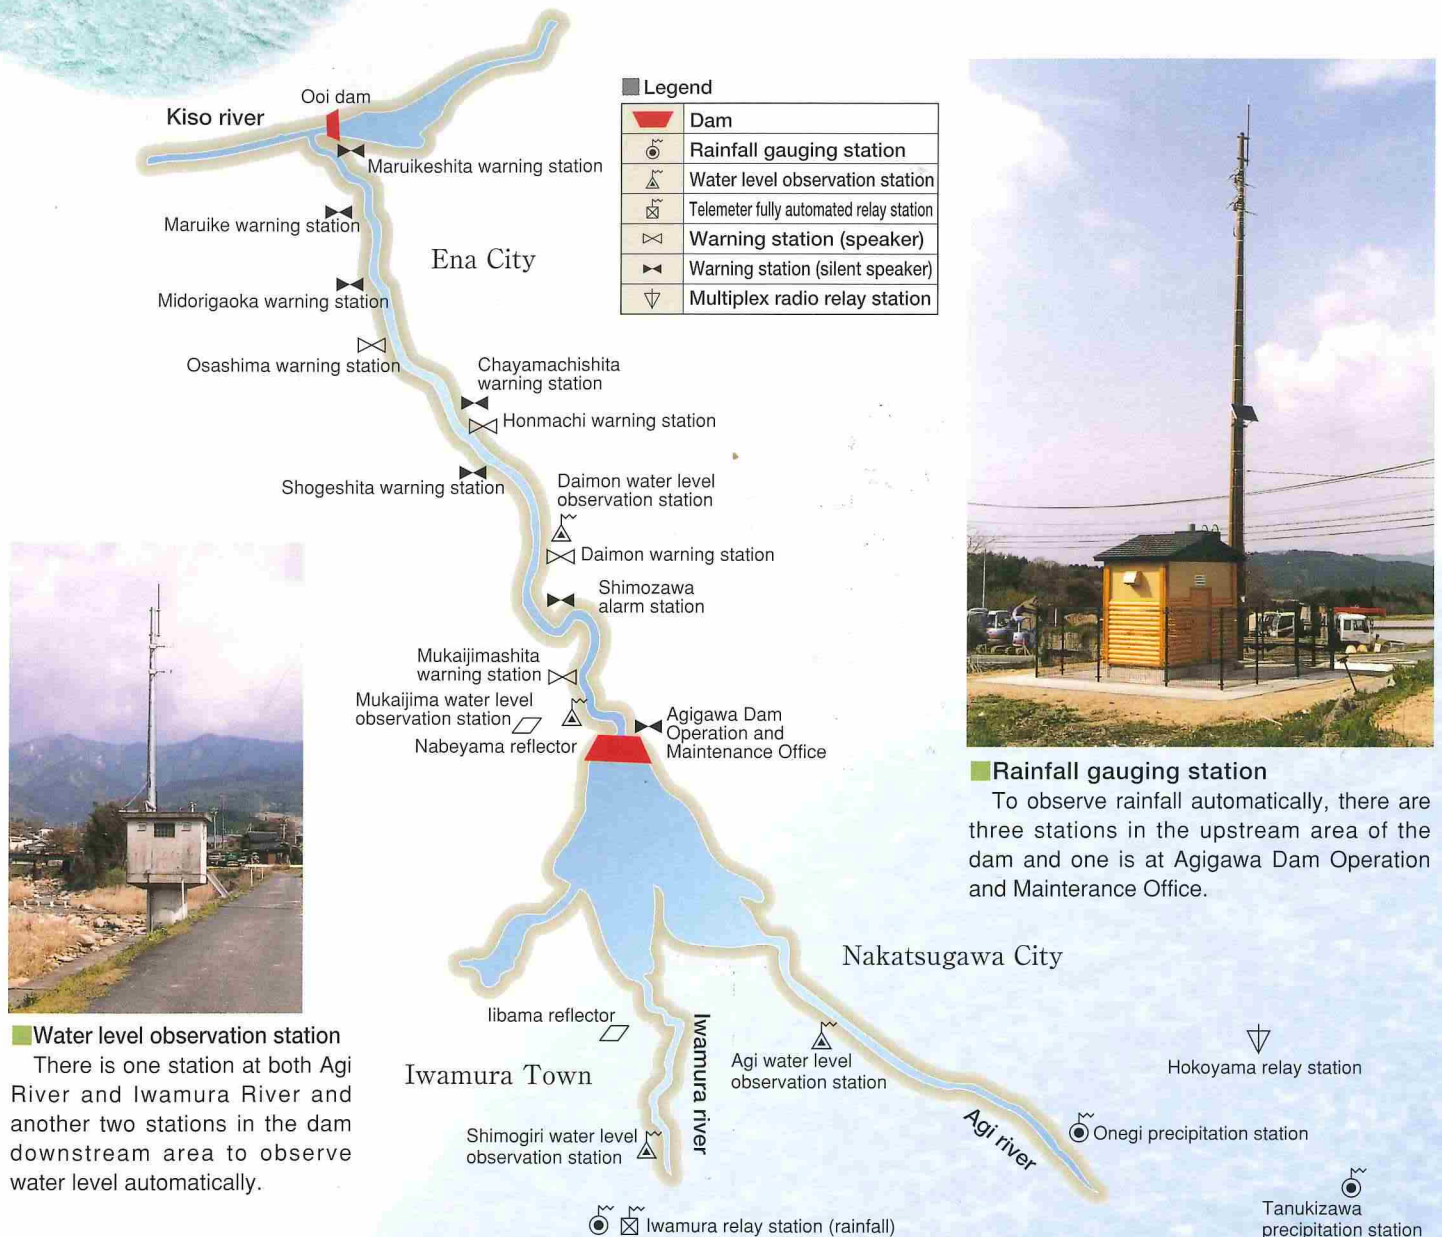 Ooi dam
Kiso river
Maruikeshita warning station
Maruike warning station
Ena City
Midorigaoka warning station
Osashima warning station
Chayamachishita
warning station
Honmachi warning station
Shogeshita warning station
Daimon water level
observation station
Daimon warning station
Shimozawa
alarm station
Mukaijimashita
warning station
Mukaijima water level
observation station
Nabeyama reflector
Agigawa Dam
Operation and
Maintenance Office
Legend
Dam
Rainfall gauging station
Water level observation station
Telemeter fully automated relay station
Warning station (speaker)
Warning station (silent speaker)
Multiplex radio relay station
Rainfall gauging station
To observe rainfall automatically, there are
three stations in the upstream area of the
dam and one is at Agigawa Dam Operation
and Mainterance Office.
Water level observation station
There is one station at both Agi
River and Iwamura River and
another two stations in the dam
downstream area to observe
water level automatically.
Nakatsugawa City
Iibama reflector
Iwamura Town
Iwamura river
Agi water level
observation station
Hokoyama relay station
Agi river
Onegi precipitation station
Shimogiri water level
observation station
Iwamura relay station (rainfall)
Tanukizawa
precipitation station